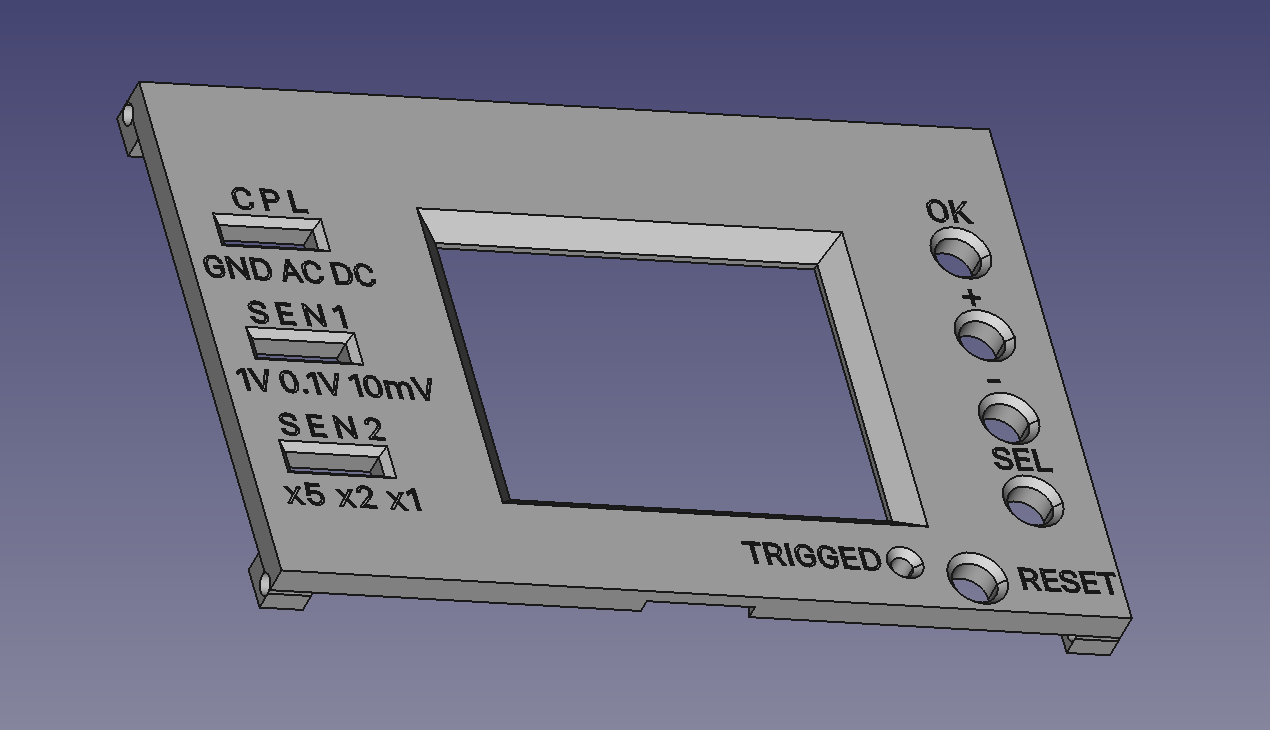 CPL
GND AC DC
SEN1
1V 0.1V 10mV
SEN2
x5 x2 x1
OK
+
-
SEL
TRIGGED
RESET